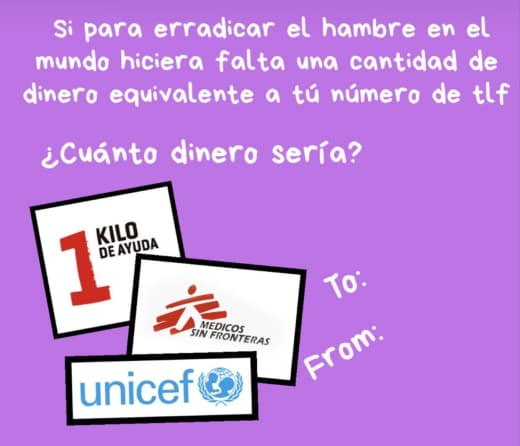 Si para erradicar el hambre en el
mundo hiciera falta una cantidad de
dinero equivalente a tú número de tlf
¿Cuánto dinero sería?
1 KILO
DE AYUDA
MEDICOS
SIN FRONTERAS
unicef
To:
From: